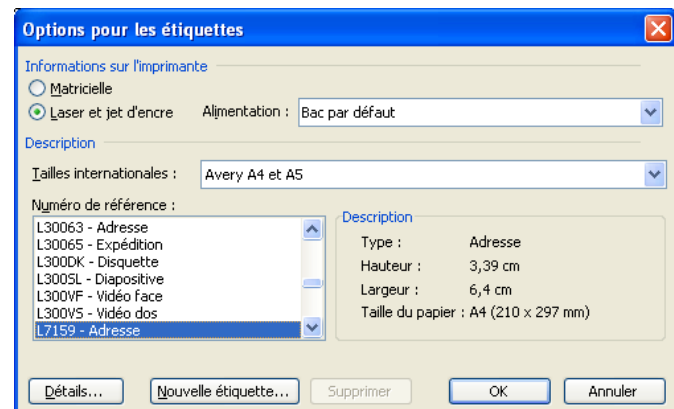 Options pour les étiquettes
Informations sur l'imprimante
Matricielle
Laser et jet d'encre
Alimentation : Bac par défaut
Description
Tailles internationales : Avery A4 et A5
Numéro de référence :
L30063 - Adresse
L30065 - Expédition
L300DK - Disquette
L300SL - Diapositive
L300VF - Vidéo face
L300VS - Vidéo dos
L7159 - Adresse
Description
Type : Adresse
Hauteur : 3,39 cm
Largeur : 6,4 cm
Taille du papier : A4 (210 x 297 mm)
Détails... Nouvelle étiquette... Supprimer OK Annuler